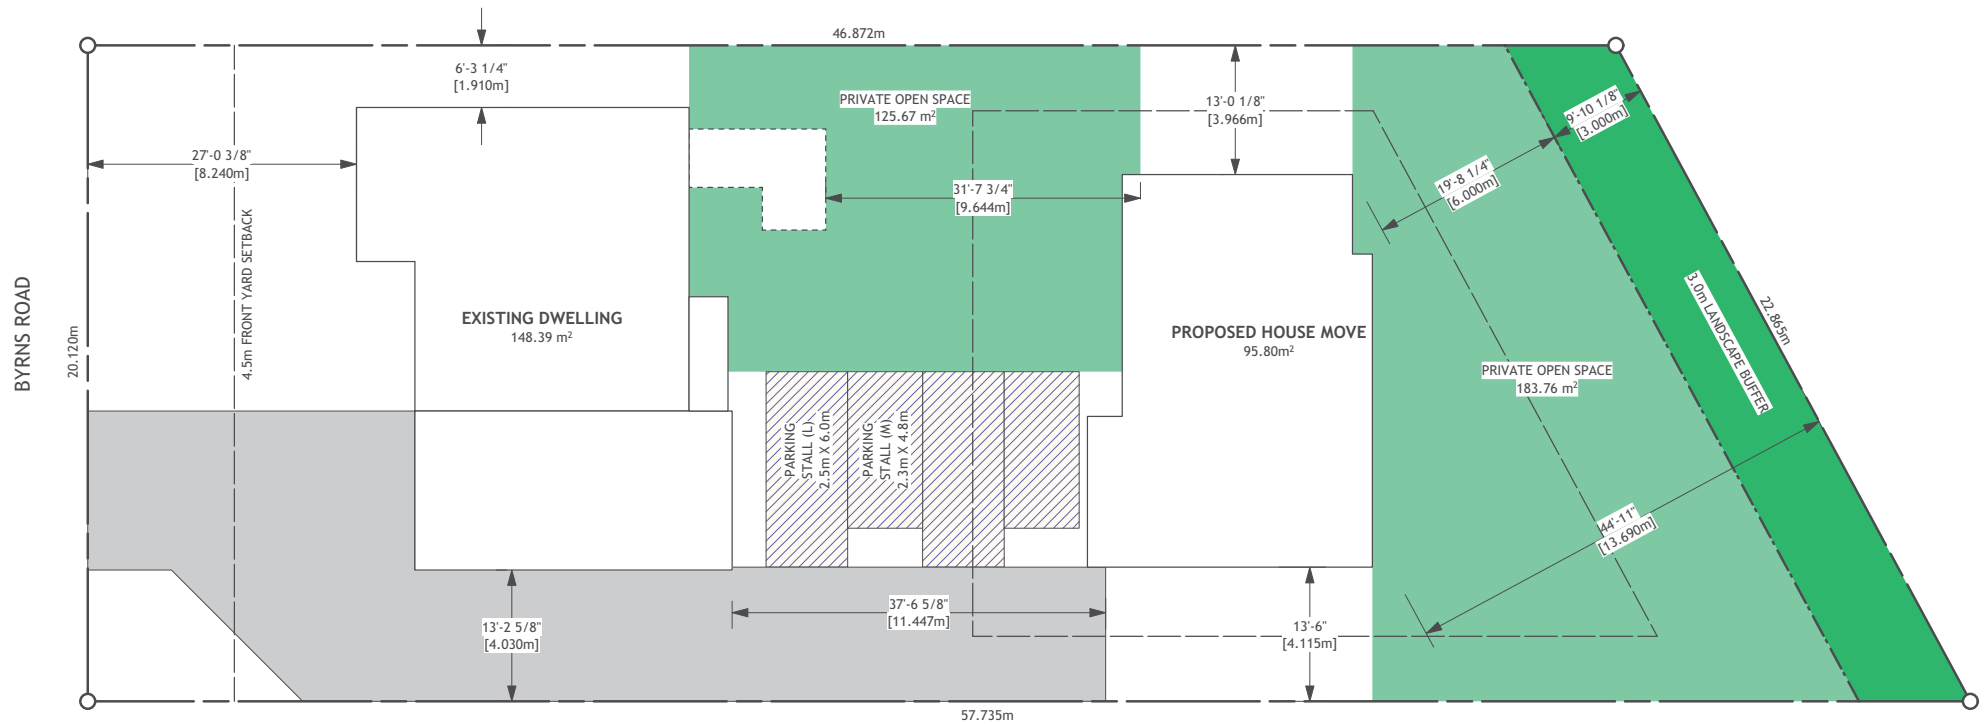 46.872m
6'-3 1/4"
[1.910m]
PRIVATE OPEN SPACE
125.67 m²
13'-0 1/8"
[3.966m]
9'-10 1/8"
[3.000m]
27'-0 3/8"
[8.240m]
31'-7 3/4"
[9.644m]
19'-8 1/4"
[6.000m]
BYRNS ROAD
20.120m
4.5m FRONT YARD SETBACK
EXISTING DWELLING
148.39 m²
PROPOSED HOUSE MOVE
95.80m²
PRIVATE OPEN SPACE
183.76 m²
3.0m LANDSCAPE BUFFER
22.865m
PARKING
STALL (L)
2.5m X 6.0m
PARKING
STALL (M)
2.3m X 4.8m
44'-11"
[13.690m]
37'-6 5/8"
[11.447m]
13'-2 5/8"
[4.030m]
13'-6"
[4.115m]
57.735m